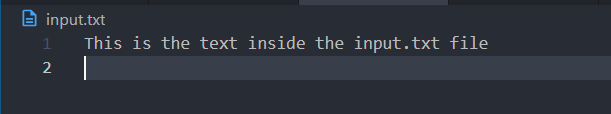 input.txt
1 This is the text inside the input.txt file
2